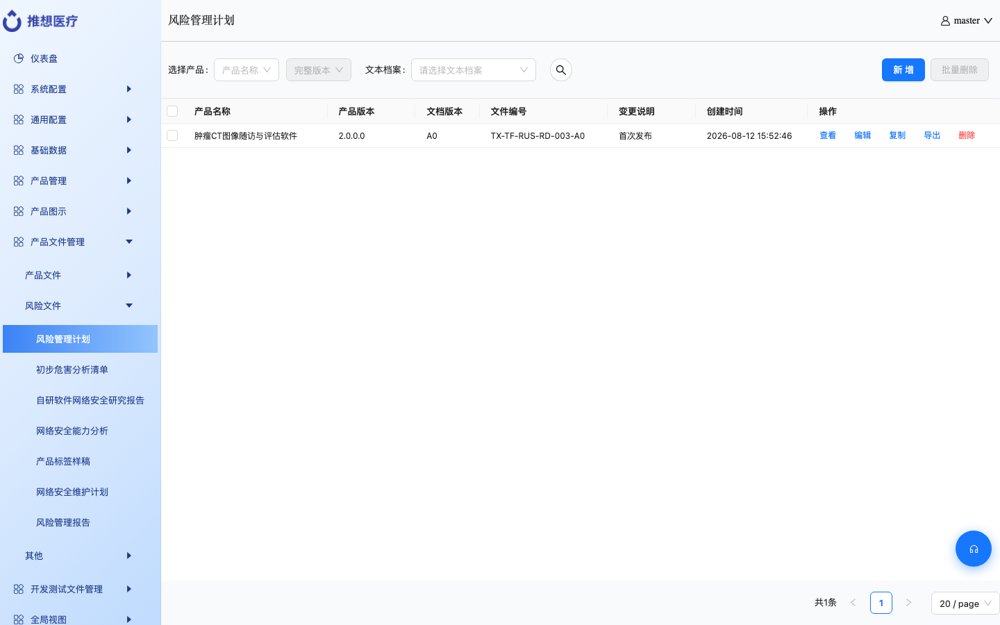 推想医疗
仪表盘
系统配置
通用配置
基础数据
产品管理
产品图示
产品文件管理
产品文件
风险文件
风险管理计划
初步危害分析清单
自研软件网络安全研究报告
网络安全能力分析
产品标签样稿
网络安全维护计划
风险管理报告
其他
开发测试文件管理
全局视图
风险管理计划
master
选择产品: 产品名称 完整版本 文本档案: 请选择文本档案 新 增 批量删除
产品名称 产品版本 文档版本 文件编号 变更说明 创建时间 操作
肿瘤CT图像随访与评估软件 2.0.0.0 A0 TX-TF-RUS-RD-003-A0 首次发布 2026-08-12 15:52:46 查看 编辑 复制 导出 删除
共1条 1 20 / page